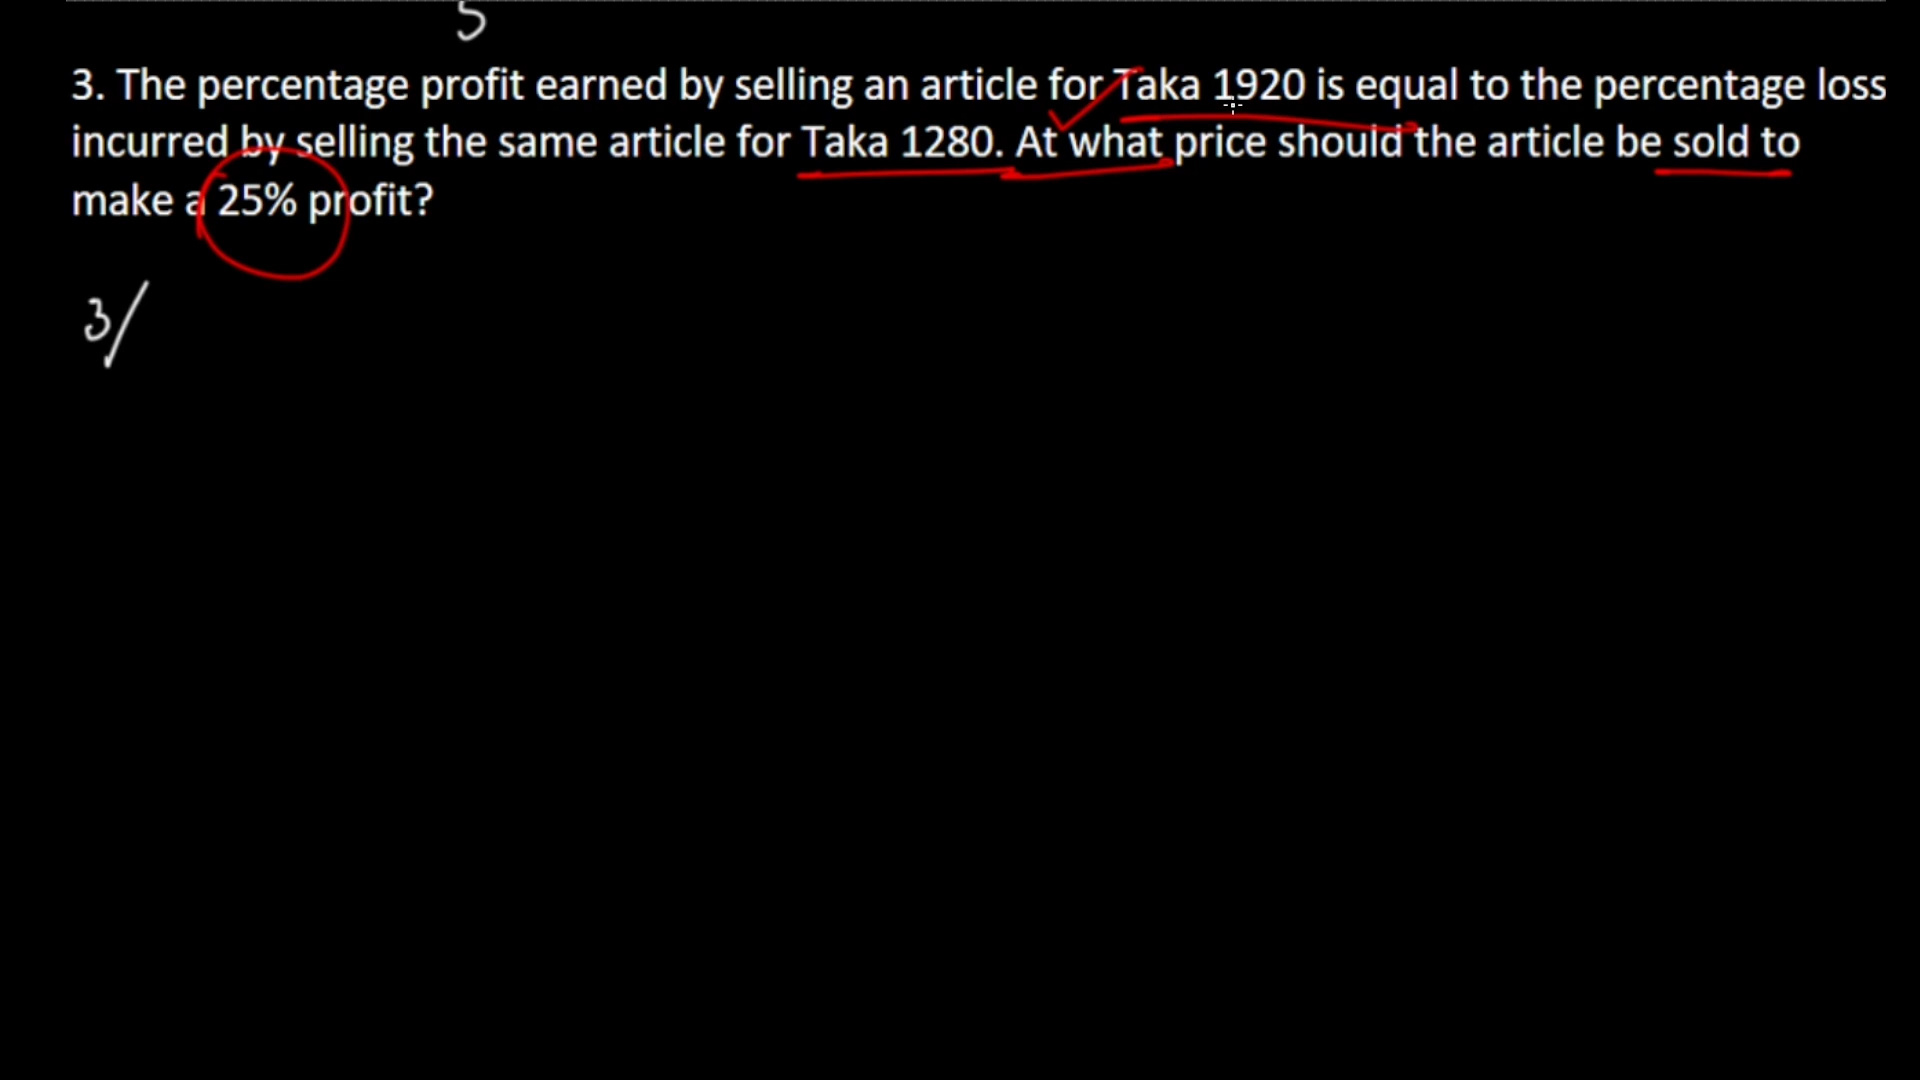 5
3. The percentage profit earned by selling an article for Taka 1920 is equal to the percentage loss
incurred by selling the same article for Taka 1280. At what price should the article be sold to
make a 25% profit?
3/